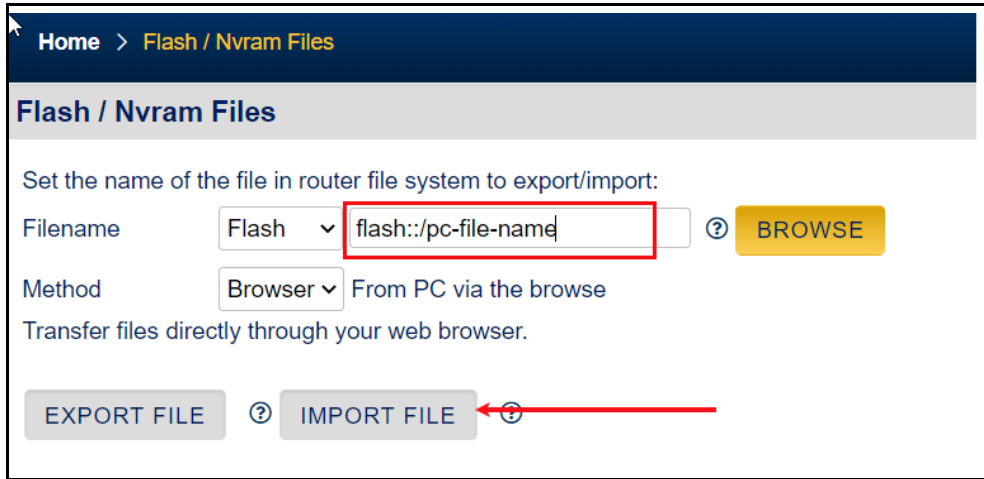 Home > Flash / Nvram Files
Flash / Nvram Files
Set the name of the file in router file system to export/import:
Filename Flash flash::/pc-file-name ? BROWSE
Method Browser From PC via the browse
Transfer files directly through your web browser.
EXPORT FILE ? IMPORT FILE ?